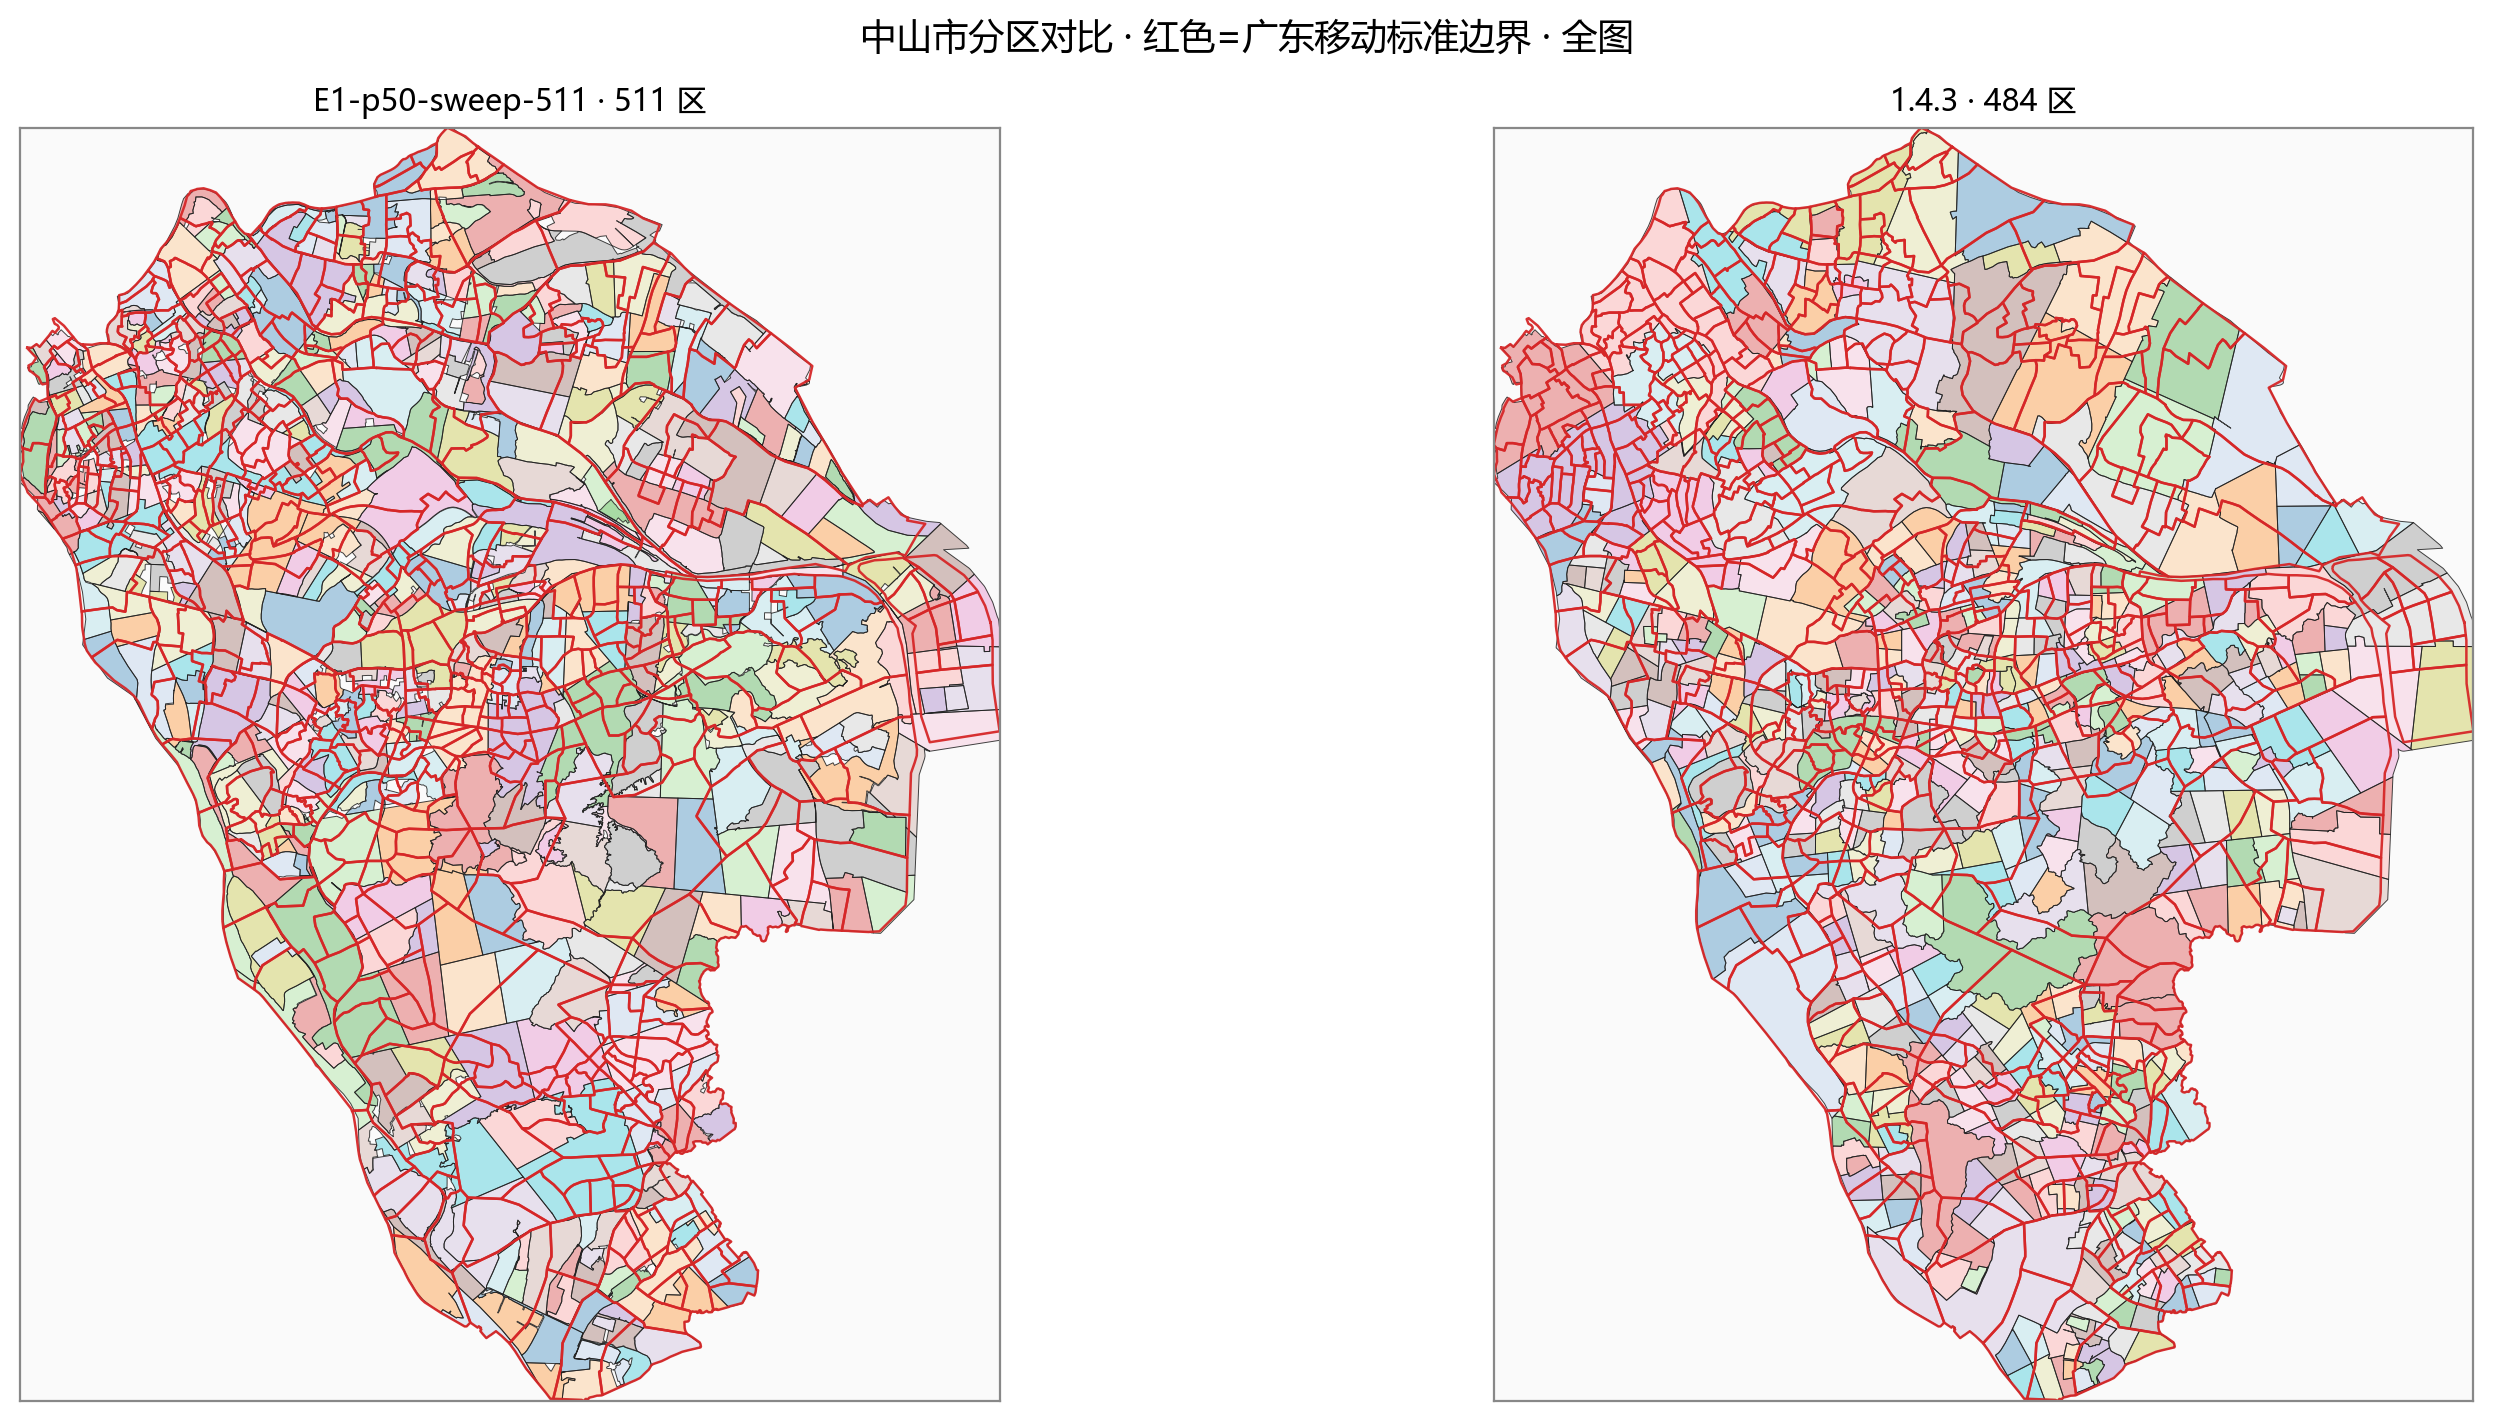 中山市分区对比 · 红色=广东移动标准边界 · 全图
E1-p50-sweep-511 · 511 区
1.4.3 · 484 区